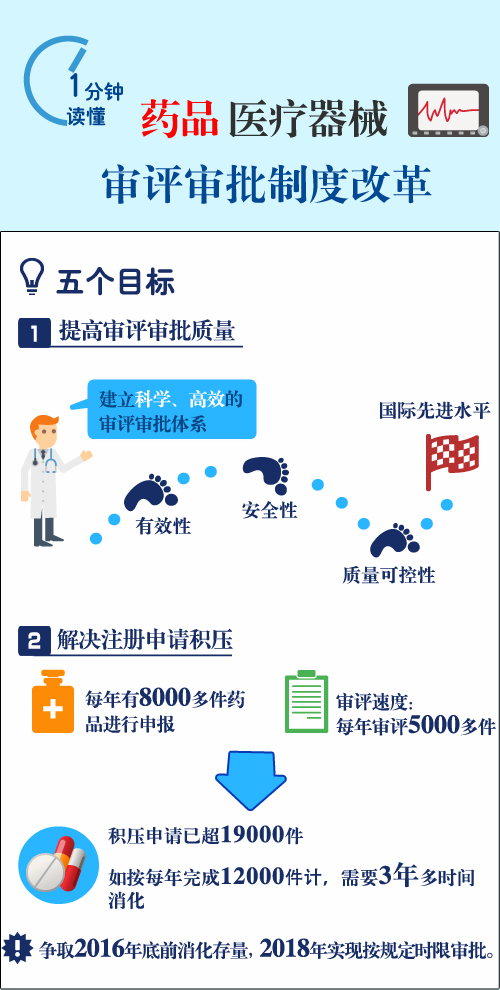 1分钟
读懂
药品 医疗器械
审评审批制度改革
五个目标
1 提高审评审批质量
建立科学、高效的
审评审批体系
国际先进水平
有效性
安全性
质量可控性
2 解决注册申请积压
每年有8000多件药
品进行申报
审评速度:
每年审评5000多件
积压申请已超19000件
如按每年完成12000件计，需要3年多时间
消化
争取2016年底前消化存量, 2018年实现按规定时限审批。